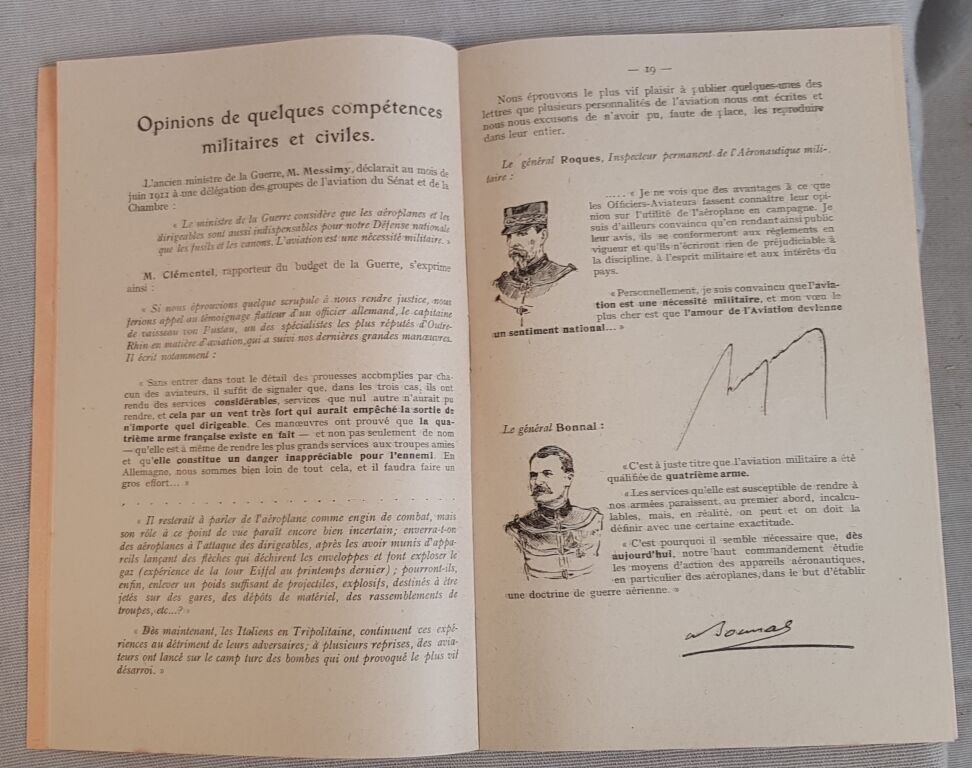 Opinions de quelques compétences
militaires et civiles.
L'ancien ministre de la Guerre, M. Messimy, déclarait au mois de
juin 1911 à une délégation des groupes de l'aviation du Sénat et de la
Chambre :
« Le ministre de la Guerre considère que les aéroplanes et les
dirigeables sont aussi indispensables pour notre Défense nationale
que les fusils et les canons. L'aviation est une nécessité militaire. »
M. Clémentel, rapporteur du budget de la Guerre, s'exprime
ainsi :
« Si nous éprouvions quelque scrupule à nous rendre justice, nous
ferions appel au témoignage flatteur d'un officier allemand, le capitaine
de vaisseau von Pustau, un des spécialistes les plus réputés d'Outre-
Rhin en matière d'aviation, qui a suivi nos dernières grandes manœuvres.
Il écrit notamment :
« Sans entrer dans tout le détail des prouesses accomplies par cha-
cun des aviateurs, il suffit de signaler que, dans les trois cas, ils ont
rendu des services considérables, services que nul autre n'aurait pu
rendre, et cela par un vent très fort qui aurait empêché la sortie de
n'importe quel dirigeable. Ces manœuvres ont prouvé que la qua-
trième arme française existe en fait — et non pas seulement de nom
— qu'elle est à même de rendre les plus grands services aux troupes amies
et qu'elle constitue un danger inappréciable pour l'ennemi. En
Allemagne, nous sommes bien loin de tout cela, et il faudra faire un
gros effort... »
« Il resterait à parler de l'aéroplane comme engin de combat, mais
son rôle à ce point de vue paraît encore bien incertain; enverra-t-on
des aéroplanes à l'attaque des dirigeables, après les avoir munis d'appa-
reils lançant des flèches qui déchirent les enveloppes et font exploser le
gaz (expérience de la tour Eiffel au printemps dernier) ; pourront-ils,
enfin, enlever un poids suffisant de projectiles, explosifs, destinés à être
jetés sur des gares, des dépôts de matériel, des rassemblements de
troupes, etc...?
« Dès maintenant, les Italiens en Tripolitaine, continuent ces expé-
riences au détriment de leurs adversaires; à plusieurs reprises, des avia-
teurs ont lancé sur le camp turc des bombes qui ont provoqué le plus vif
désarroi. »
— 19 —
Nous éprouvons le plus vif plaisir à publier quelques-unes des
lettres que plusieurs personnalités de l'aviation nous ont écrites et
nous nous excusons de n'avoir pu, faute de place, les reproduire
dans leur entier.
Le général Roques, Inspecteur permanent de l'Aéronautique mili-
taire :
..... « Je ne vois que des avantages à ce que
les Officiers-Aviateurs fassent connaître leur opi-
nion sur l'utilité de l'aéroplane en campagne. Je
suis d'ailleurs convaincu qu'en rendant ainsi public
leur avis, ils se conformeront aux règlements en
vigueur et qu'ils n'écriront rien de préjudiciable à
la discipline, à l'esprit militaire et aux intérêts du
pays.
« Personnellement, je suis convaincu que l'avia-
tion est une nécessité militaire, et mon vœu le
plus cher est que l'amour de l'Aviation devienne
un sentiment national... »
Le général Bonnal :
« C'est à juste titre que l'aviation militaire a été
qualifiée de quatrième arme.
« Les services qu'elle est susceptible de rendre à
nos armées paraissent, au premier abord, incalcu-
lables, mais, en réalité, on peut et on doit la
définir avec une certaine exactitude.
« C'est pourquoi il semble nécessaire que, dès
aujourd'hui, notre haut commandement étudie
les moyens d'action des appareils aéronautiques,
en particulier des aéroplanes, dans le but d'établir
une doctrine de guerre aérienne. »
Bonnal